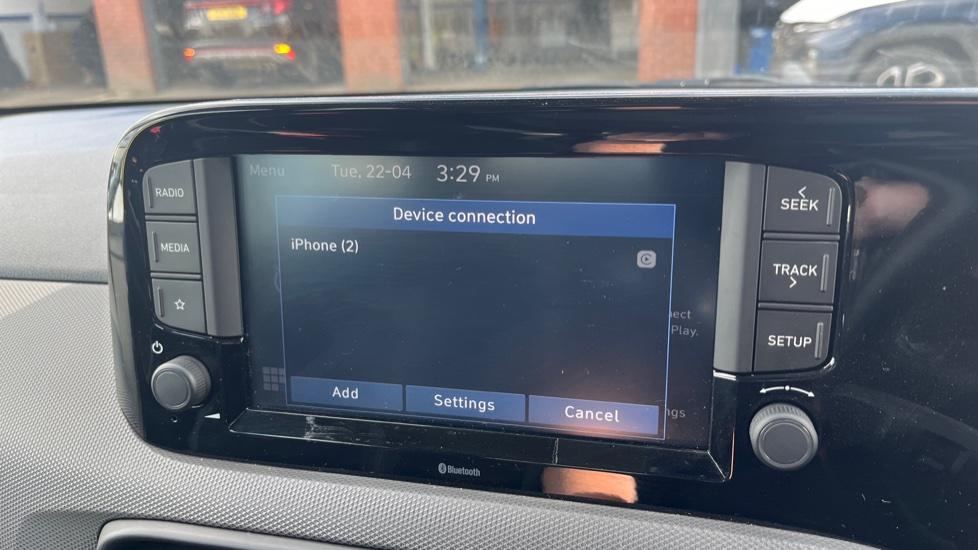 Menu Tue, 22-04 3:29 PM
RADIO
MEDIA
Device connection
iPhone (2)
Play.
Add Settings Cancel
SEEK
TRACK
SETUP
Bluetooth